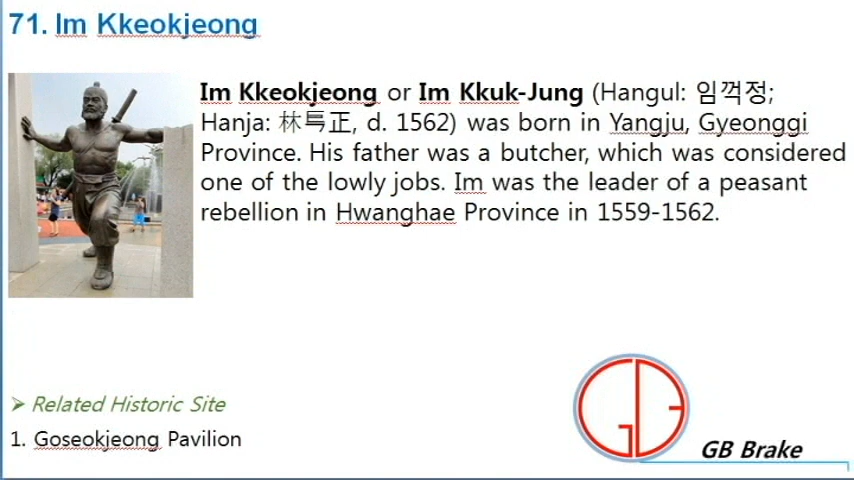 71. Im Kkeokjeong
Im Kkeokjeong or Im Kkuk-Jung (Hangul: 임꺽정;
Hanja: 林특正, d. 1562) was born in Yangju, Gyeonggi
Province. His father was a butcher, which was considered
one of the lowly jobs. Im was the leader of a peasant
rebellion in Hwanghae Province in 1559-1562.
➢ Related Historic Site
1. Goseokjeong Pavilion
GB Brake